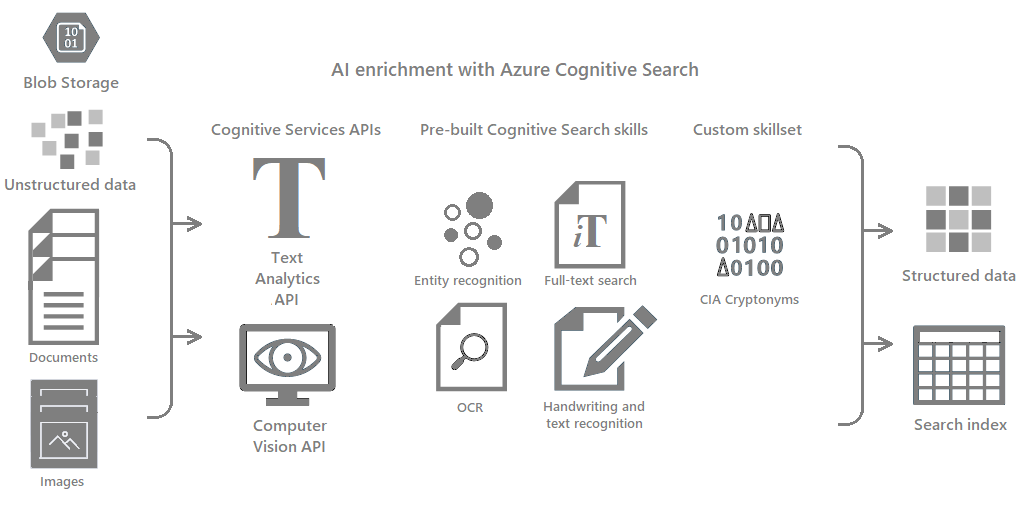 10
01
Blob Storage
AI enrichment with Azure Cognitive Search
Unstructured data
Documents
Images
Cognitive Services APIs
T
Text
Analytics
API
Computer
Vision API
Pre-built Cognitive Search skills
Entity recognition
iT
Full-text search
OCR
Handwriting and
text recognition
Custom skillset
10Δ□Δ
01010
Δ0100
CIA Cryptonyms
Structured data
Search index